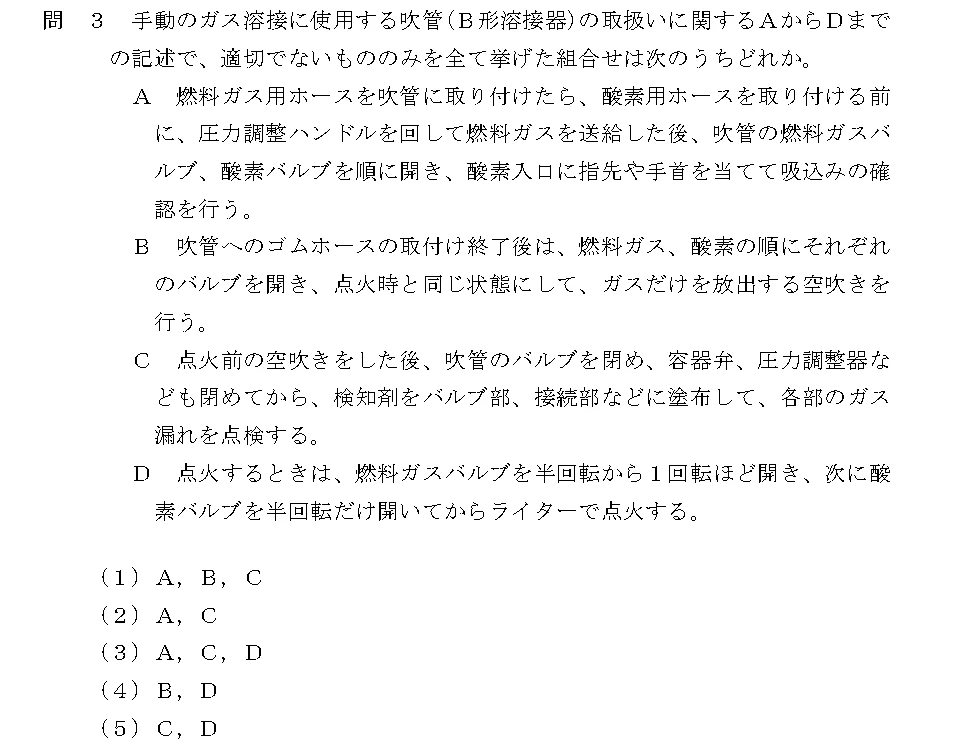 問　３　手動のガス溶接に使用する吹管(Ｂ形溶接器)の取扱いに関するＡからＤまで
の記述で、適切でないもののみを全て挙げた組合せは次のうちどれか。
Ａ　燃料ガス用ホースを吹管に取り付けたら、酸素用ホースを取り付ける前
に、圧力調整ハンドルを回して燃料ガスを送給した後、吹管の燃料ガスバ
ルブ、酸素バルブを順に開き、酸素入口に指先や手首を当てて吸込みの確
認を行う。
Ｂ　吹管へのゴムホースの取付け終了後は、燃料ガス、酸素の順にそれぞれ
のバルブを開き、点火時と同じ状態にして、ガスだけを放出する空吹きを
行う。
Ｃ　点火前の空吹きをした後、吹管のバルブを閉め、容器弁、圧力調整器な
ども閉めてから、検知剤をバルブ部、接続部などに塗布して、各部のガス
漏れを点検する。
Ｄ　点火するときは、燃料ガスバルブを半回転から１回転ほど開き、次に酸
素バルブを半回転だけ開いてからライターで点火する。
（１）Ａ，Ｂ，Ｃ
（２）Ａ，Ｃ
（３）Ａ，Ｃ，Ｄ
（４）Ｂ，Ｄ
（５）Ｃ，Ｄ